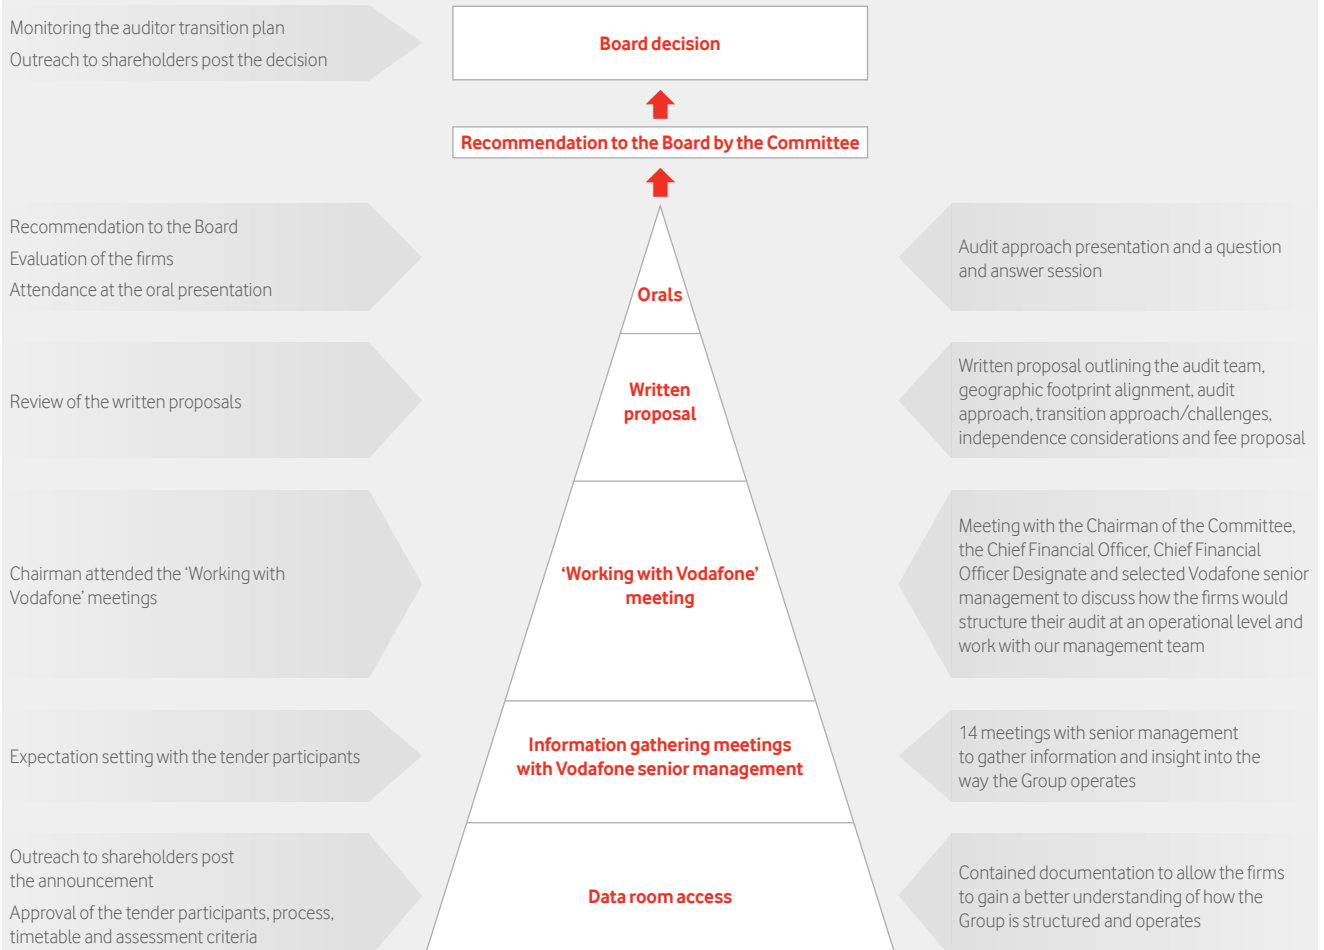 Monitoring the auditor transition plan
Outreach to shareholders post the decision
Board decision
Recommendation to the Board by the Committee
Recommendation to the Board
Evaluation of the firms
Attendance at the oral presentation
Orals
Audit approach presentation and a question
and answer session
Review of the written proposals
Written
proposal
Written proposal outlining the audit team,
geographic footprint alignment, audit
approach, transition approach/challenges,
independence considerations and fee proposal
Chairman attended the ‘Working with
Vodafone’ meetings
‘Working with Vodafone’
meeting
Meeting with the Chairman of the Committee,
the Chief Financial Officer, Chief Financial
Officer Designate and selected Vodafone senior
management to discuss how the firms would
structure their audit at an operational level and
work with our management team
Expectation setting with the tender participants
Information gathering meetings
with Vodafone senior management
14 meetings with senior management
to gather information and insight into the
way the Group operates
Outreach to shareholders post
the announcement
Approval of the tender participants, process,
timetable and assessment criteria
Data room access
Contained documentation to allow the firms
to gain a better understanding of how the
Group is structured and operates